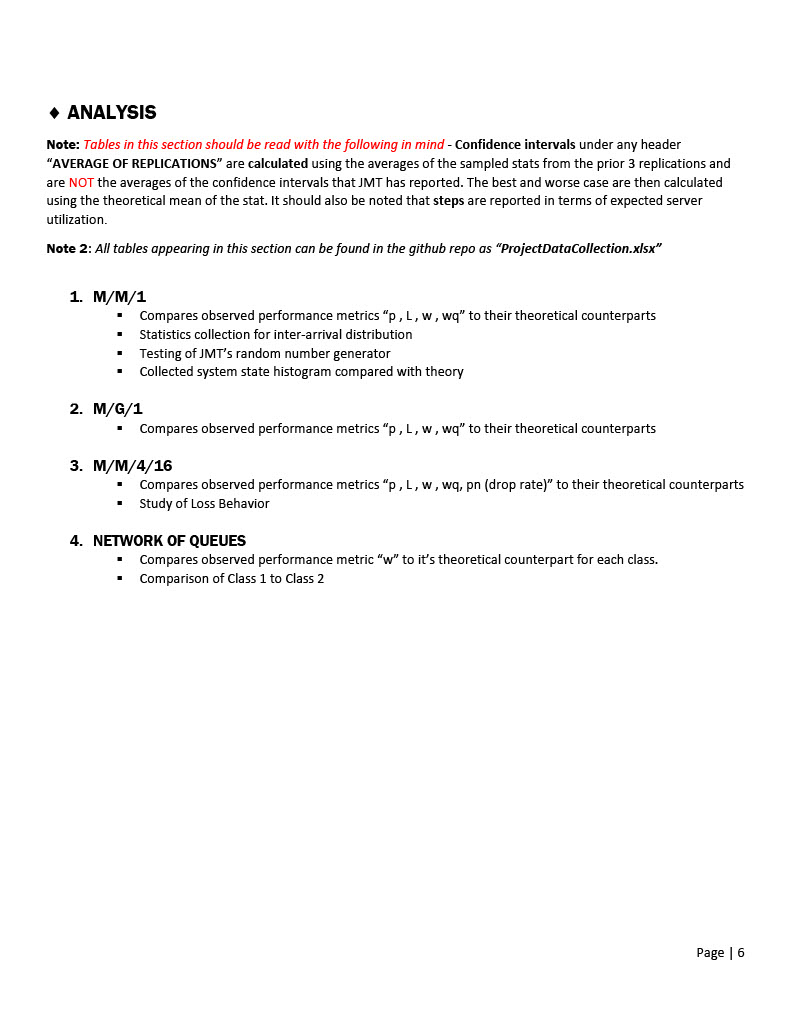 ♦ ANALYSIS
Note: Tables in this section should be read with the following in mind - Confidence intervals under any header
“AVERAGE OF REPLICATIONS” are calculated using the averages of the sampled stats from the prior 3 replications and
are NOT the averages of the confidence intervals that JMT has reported. The best and worse case are then calculated
using the theoretical mean of the stat. It should also be noted that steps are reported in terms of expected server
utilization.
Note 2: All tables appearing in this section can be found in the github repo as “ProjectDataCollection.xlsx”
1. M/M/1
▪ Compares observed performance metrics “p , L , w , wq” to their theoretical counterparts
▪ Statistics collection for inter-arrival distribution
▪ Testing of JMT’s random number generator
▪ Collected system state histogram compared with theory
2. M/G/1
▪ Compares observed performance metrics “p , L , w , wq” to their theoretical counterparts
3. M/M/4/16
▪ Compares observed performance metrics “p , L , w , wq, pn (drop rate)” to their theoretical counterparts
▪ Study of Loss Behavior
4. NETWORK OF QUEUES
▪ Compares observed performance metric “w” to it’s theoretical counterpart for each class.
▪ Comparison of Class 1 to Class 2
Page | 6